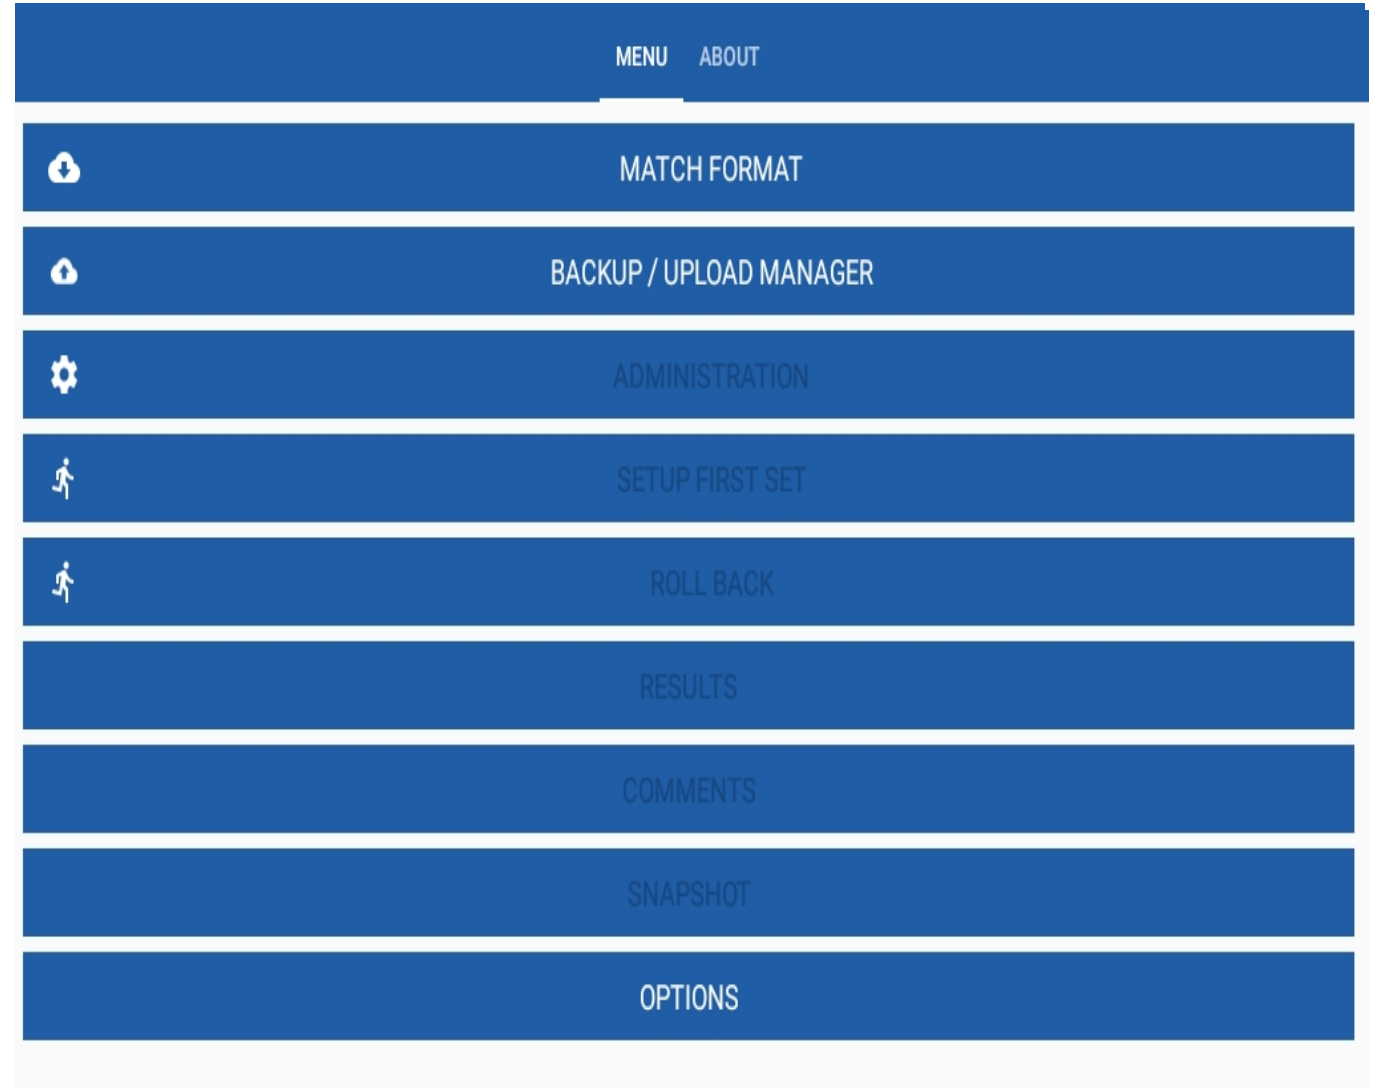 MENU ABOUT
MATCH FORMAT
BACKUP / UPLOAD MANAGER
ADMINISTRATION
SETUP FIRST SET
ROLL BACK
RESULTS
COMMENTS
SNAPSHOT
OPTIONS